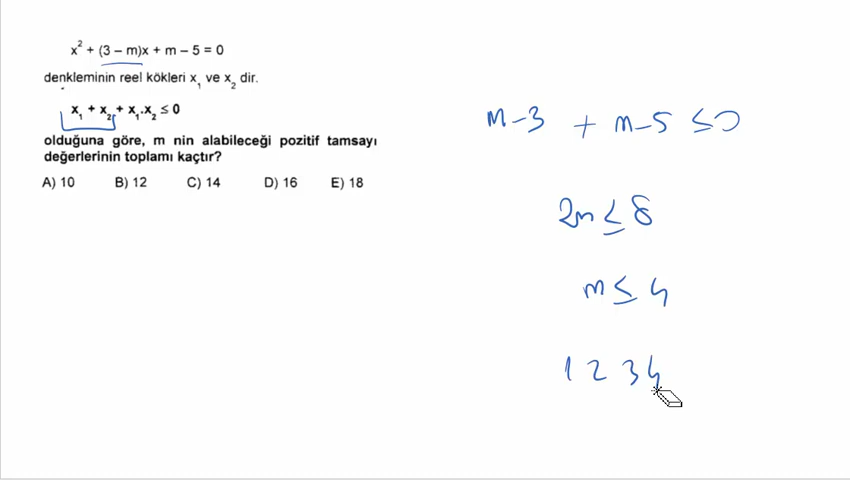 x² + (3 – m)x + m – 5 = 0
denkleminin reel kökleri x₁ ve x₂ dir.
x₁ + x₂ + x₁.x₂ ≤ 0
olduğuna göre, m nin alabileceği pozitif tamsayı
değerlerinin toplamı kaçtır?
A) 10 B) 12 C) 14 D) 16 E) 18
m – 3 + m – 5 ≤ 0
2m ≤ 8
m ≤ 4
1 2 3 4